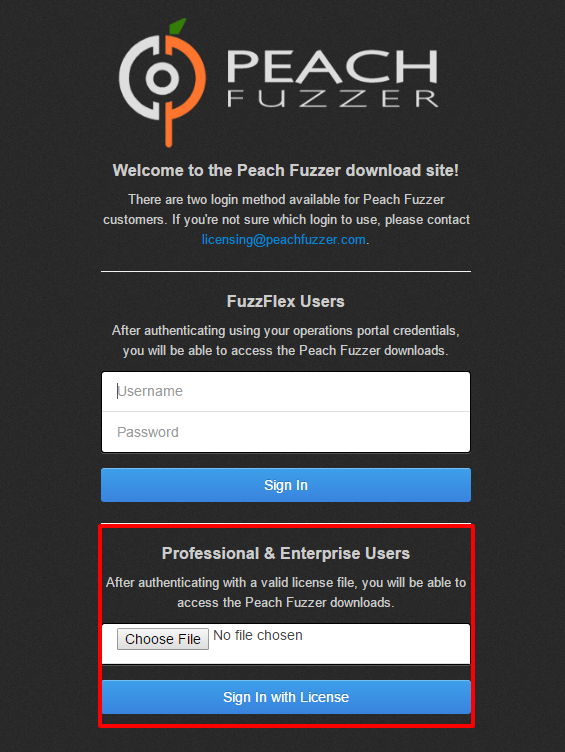 PEACH
FUZZER
Welcome to the Peach Fuzzer download site!
There are two login method available for Peach Fuzzer
customers. If you're not sure which login to use, please contact
licensing@peachfuzzer.com.
FuzzFlex Users
After authenticating using your operations portal credentials,
you will be able to access the Peach Fuzzer downloads.
Username
Password
Sign In
Professional & Enterprise Users
After authenticating with a valid license file, you will be able to
access the Peach Fuzzer downloads.
Choose File No file chosen
Sign In with License